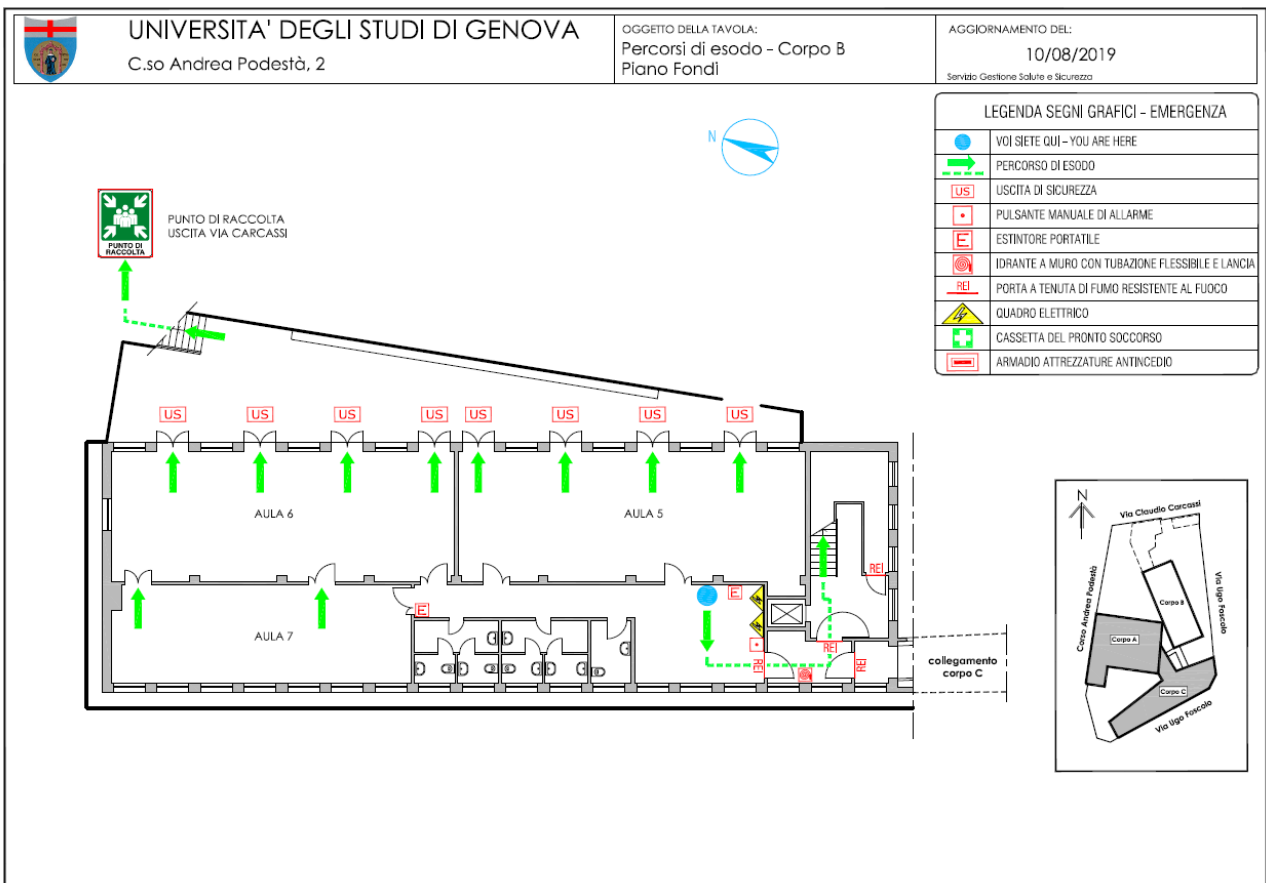 UNIVERSITA' DEGLI STUDI DI GENOVA
C.so Andrea Podestà, 2
OGGETTO DELLA TAVOLA:
Percorsi di esodo - Corpo B
Piano Fondi
AGGIORNAMENTO DEL:
10/08/2019
Servizio Gestione Salute e Sicurezza
LEGENDA SEGNI GRAFICI - EMERGENZA
VOI SIETE QUI - YOU ARE HERE
PERCORSO DI ESODO
US USCITA DI SICUREZZA
PULSANTE MANUALE DI ALLARME
E ESTINTORE PORTATILE
IDRANTE A MURO CON TUBAZIONE FLESSIBILE E LANCIA
REI PORTA A TENUTA DI FUMO RESISTENTE AL FUOCO
QUADRO ELETTRICO
CASSETTA DEL PRONTO SOCCORSO
ARMADIO ATTREZZATURE ANTINCEDIO
N
PUNTO DI
RACCOLTA
PUNTO DI RACCOLTA
USCITA VIA CARCASSI
US US US US US US US US
AULA 6
AULA 5
REI
E
E
AULA 7
REI
REI
REI
collegamento
corpo C
N
Via Claudio Carcassi
Corso Andrea Podestà
Via Ugo Foscolo
Corpo B
Corpo A
Corpo C
Via Ugo Foscolo